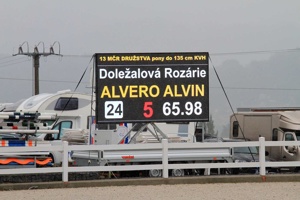 13 MČR DRUŽSTVA pony do 135 cm KVH
Doležalová Rozárie
ALVERO ALVIN
24 5 65.98